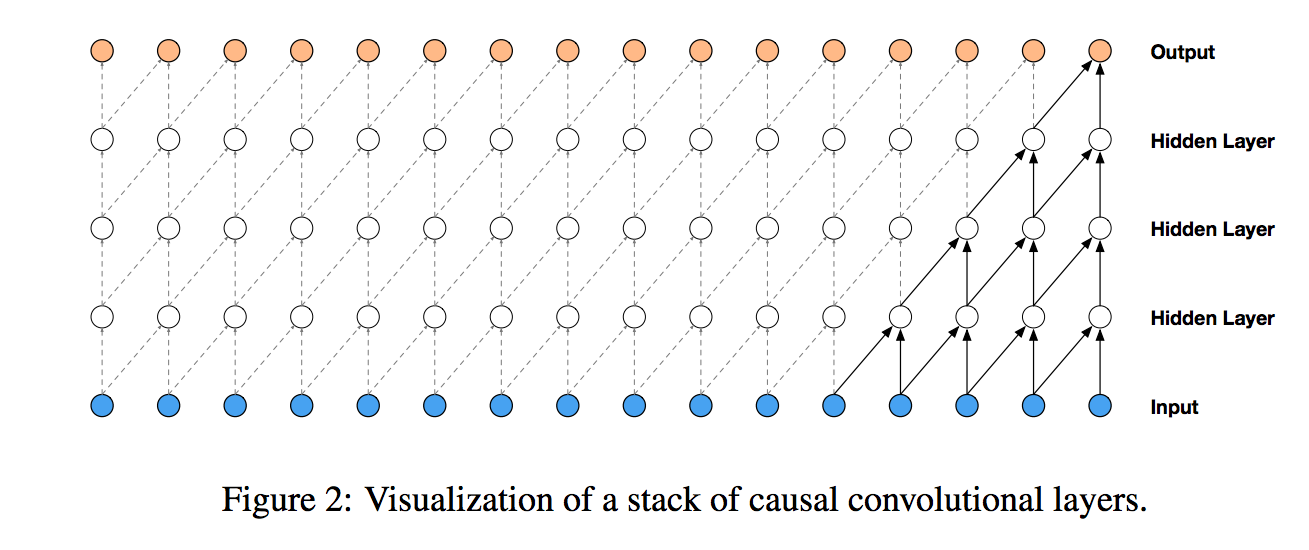 Output
Hidden Layer
Hidden Layer
Hidden Layer
Input
Figure 2: Visualization of a stack of causal convolutional layers.